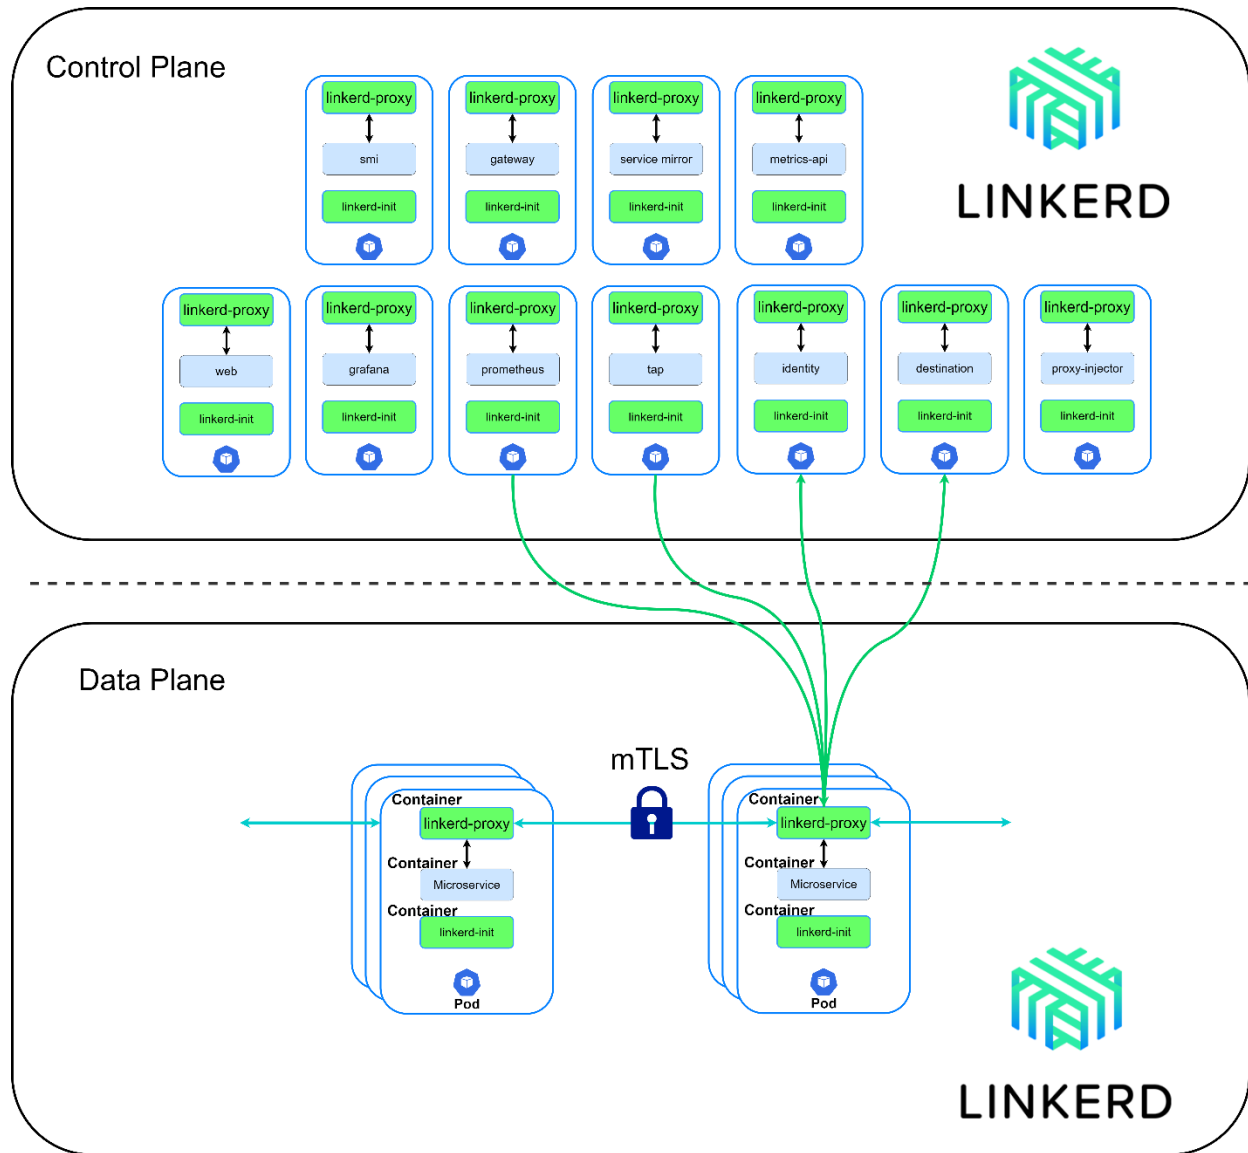 Control Plane
linkerd-proxy
linkerd-proxy
linkerd-proxy
linkerd-proxy
smi
gateway
service mirror
metrics-api
linkerd-init
linkerd-init
linkerd-init
linkerd-init
LINKERD
linkerd-proxy
linkerd-proxy
linkerd-proxy
linkerd-proxy
linkerd-proxy
linkerd-proxy
linkerd-proxy
web
grafana
prometheus
tap
identity
destination
proxy-injector
linkerd-init
linkerd-init
linkerd-init
linkerd-init
linkerd-init
linkerd-init
linkerd-init
Data Plane
mTLS
Container
linkerd-proxy
Container
Microservice
Container
linkerd-init
Pod
Container
linkerd-proxy
Container
Microservice
Container
linkerd-init
Pod
LINKERD